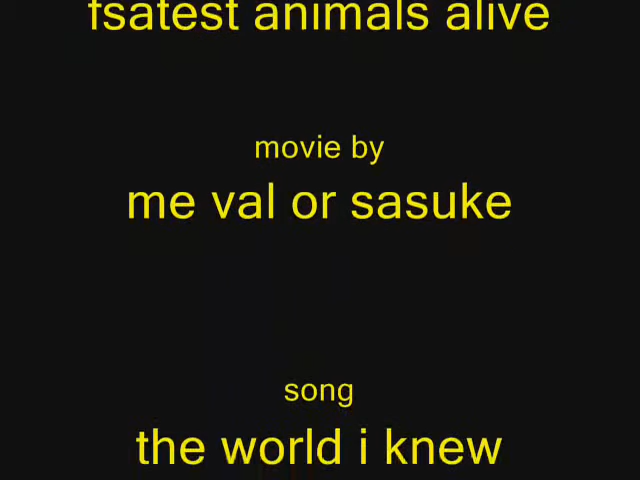 fsatest animals alive
movie by
me val or sasuke
song
the world i knew